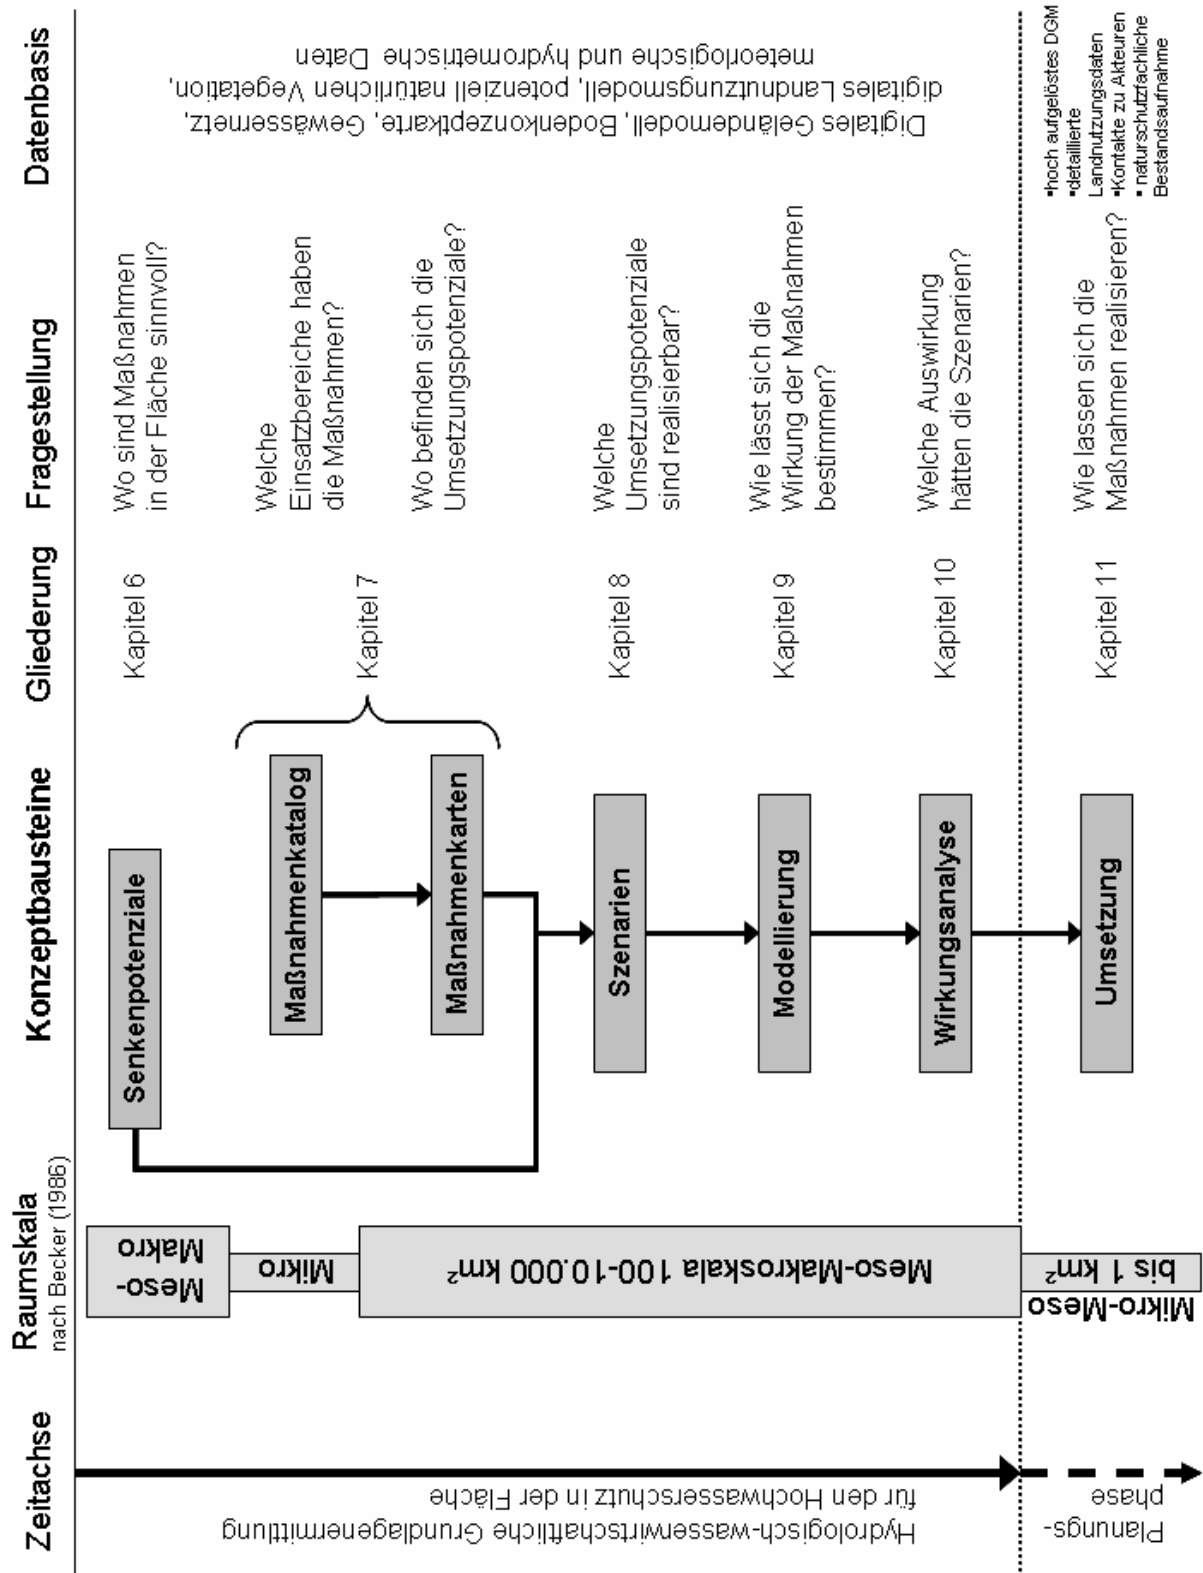 Zeitachse
Raumskala
nach Becker (1986)
Konzeptbausteine
Gliederung
Fragestellung
Datenbasis
Hydrologisch-wasserwirtschaftliche Grundlagenermittlung
für den Hochwasserschutz in der Fläche
Planungs-
phase
Meso-
Makro
Mikro
Meso-Makroskala 100-10.000 km²
Mikro-Meso
bis 1 km²
Senkenpotenziale
Maßnahmenkatalog
Maßnahmenkarten
Szenarien
Modellierung
Wirkungsanalyse
Umsetzung
Kapitel 6
Kapitel 7
Kapitel 8
Kapitel 9
Kapitel 10
Kapitel 11
Wo sind Maßnahmen
in der Fläche sinnvoll?
Welche
Einsatzbereiche haben
die Maßnahmen?
Wo befinden sich die
Umsetzungspotenziale?
Welche
Umsetzungspotenziale
sind realisierbar?
Wie lässt sich die
Wirkung der Maßnahmen
bestimmen?
Welche Auswirkung
hätten die Szenarien?
Wie lassen sich die
Maßnahmen realisieren?
Digitales Geländemodell, Bodenkonzeptkarte, Gewässernetz,
digitales Landnutzungsmodell, potenziell natürlichen Vegetation,
meteorlogische und hydrometrische Daten
▪hoch aufgelöstes DGM
▪detaillierte
Landnutzungsdaten
▪Kontakte zu Akteuren
▪ naturschutzfachliche
Bestandsaufnahme